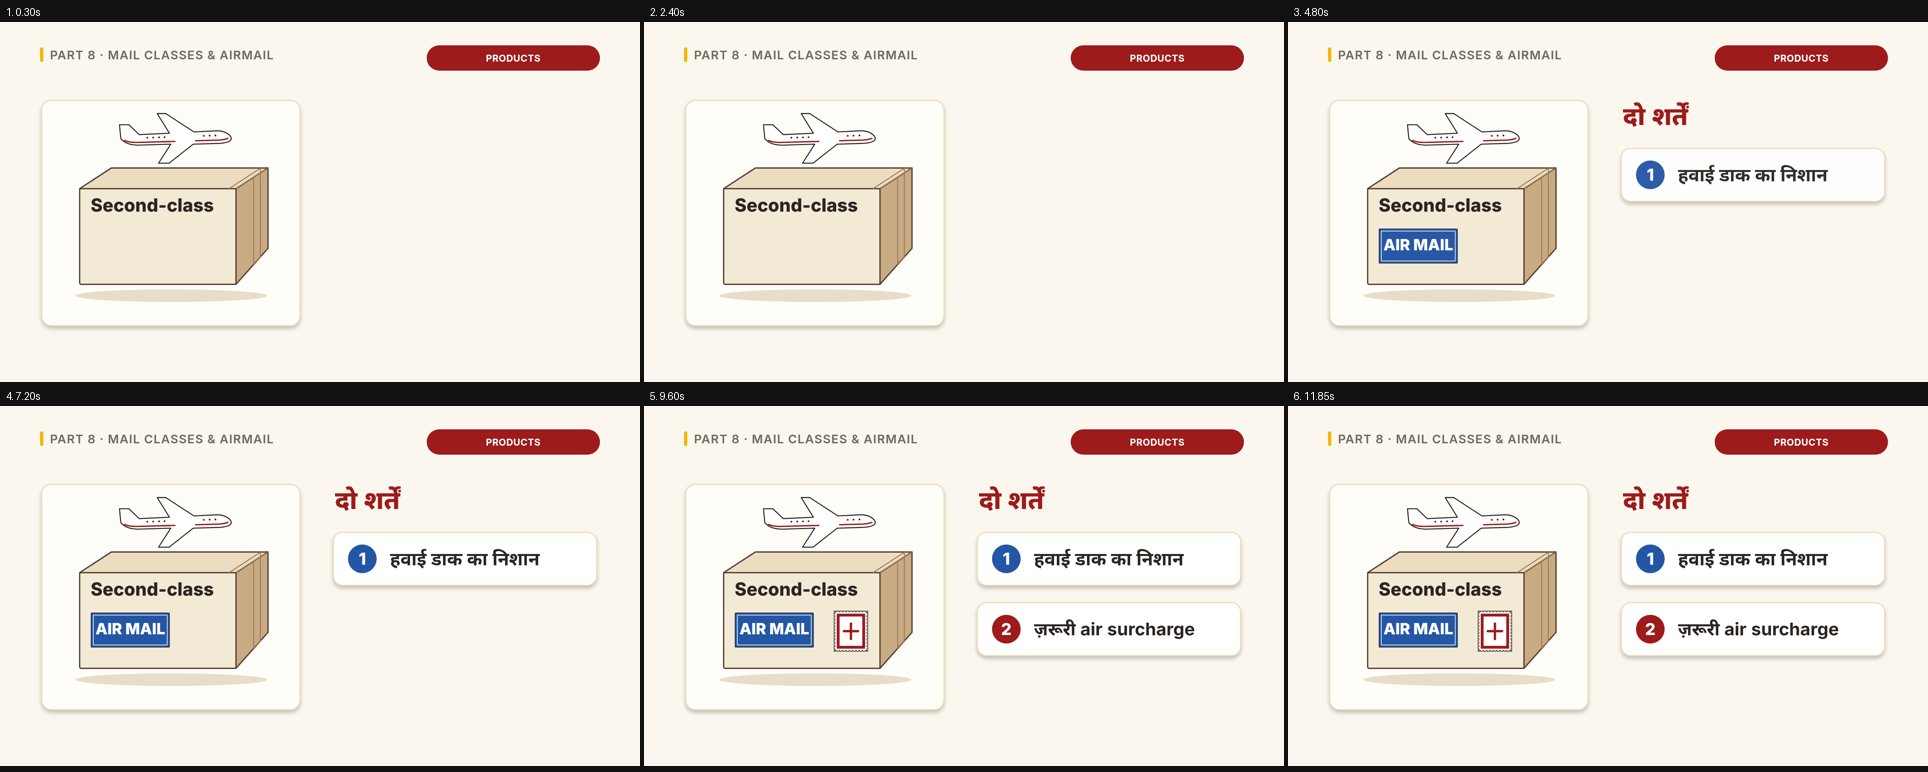 1. 0.30s
PART 8 · MAIL CLASSES & AIRMAIL
PRODUCTS
Second-class
2. 2.40s
PART 8 · MAIL CLASSES & AIRMAIL
PRODUCTS
Second-class
3. 4.80s
PART 8 · MAIL CLASSES & AIRMAIL
PRODUCTS
दो शर्तें
1 हवाई डाक का निशान
Second-class
AIR MAIL
4. 7.20s
PART 8 · MAIL CLASSES & AIRMAIL
PRODUCTS
दो शर्तें
1 हवाई डाक का निशान
Second-class
AIR MAIL
5. 9.60s
PART 8 · MAIL CLASSES & AIRMAIL
PRODUCTS
दो शर्तें
1 हवाई डाक का निशान
Second-class
AIR MAIL
2 ज़रूरी air surcharge
6. 11.85s
PART 8 · MAIL CLASSES & AIRMAIL
PRODUCTS
दो शर्तें
1 हवाई डाक का निशान
Second-class
AIR MAIL
2 ज़रूरी air surcharge